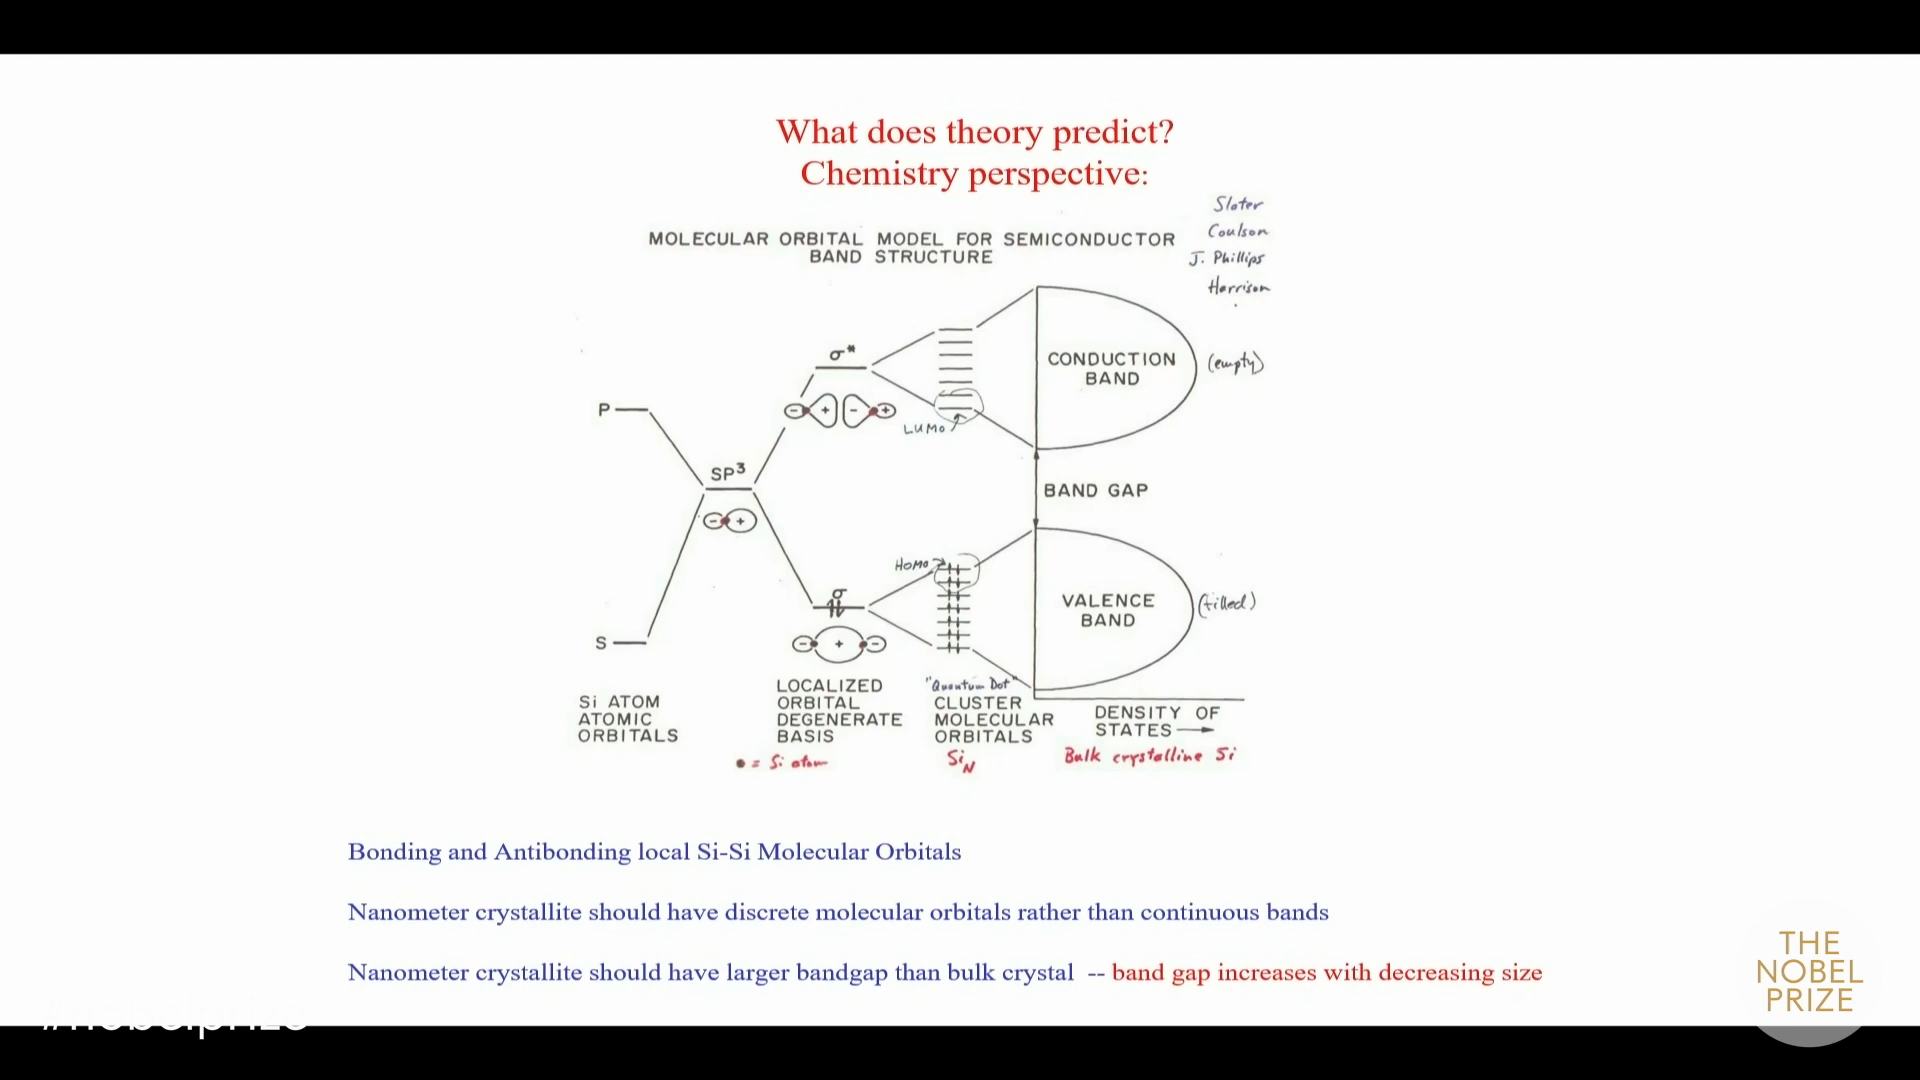 What does theory predict?
Chemistry perspective:
Slater
Coulson
J. Phillips
Harrison
MOLECULAR ORBITAL MODEL FOR SEMICONDUCTOR
BAND STRUCTURE
σ*
CONDUCTION
BAND
(empty)
P
- + - +
LUMO
SP³
- +
BAND GAP
HOMO
σ
VALENCE
BAND
(filled)
S
- + -
Si ATOM
ATOMIC
ORBITALS
LOCALIZED
ORBITAL
DEGENERATE
BASIS
● = Si atom
"Quantum Dot"
CLUSTER
MOLECULAR
ORBITALS
Si_N
DENSITY OF
STATES →
Bulk crystalline Si
Bonding and Antibonding local Si-Si Molecular Orbitals
Nanometer crystallite should have discrete molecular orbitals rather than continuous bands
Nanometer crystallite should have larger bandgap than bulk crystal -- band gap increases with decreasing size
THE
NOBEL
PRIZE
#nobelprize